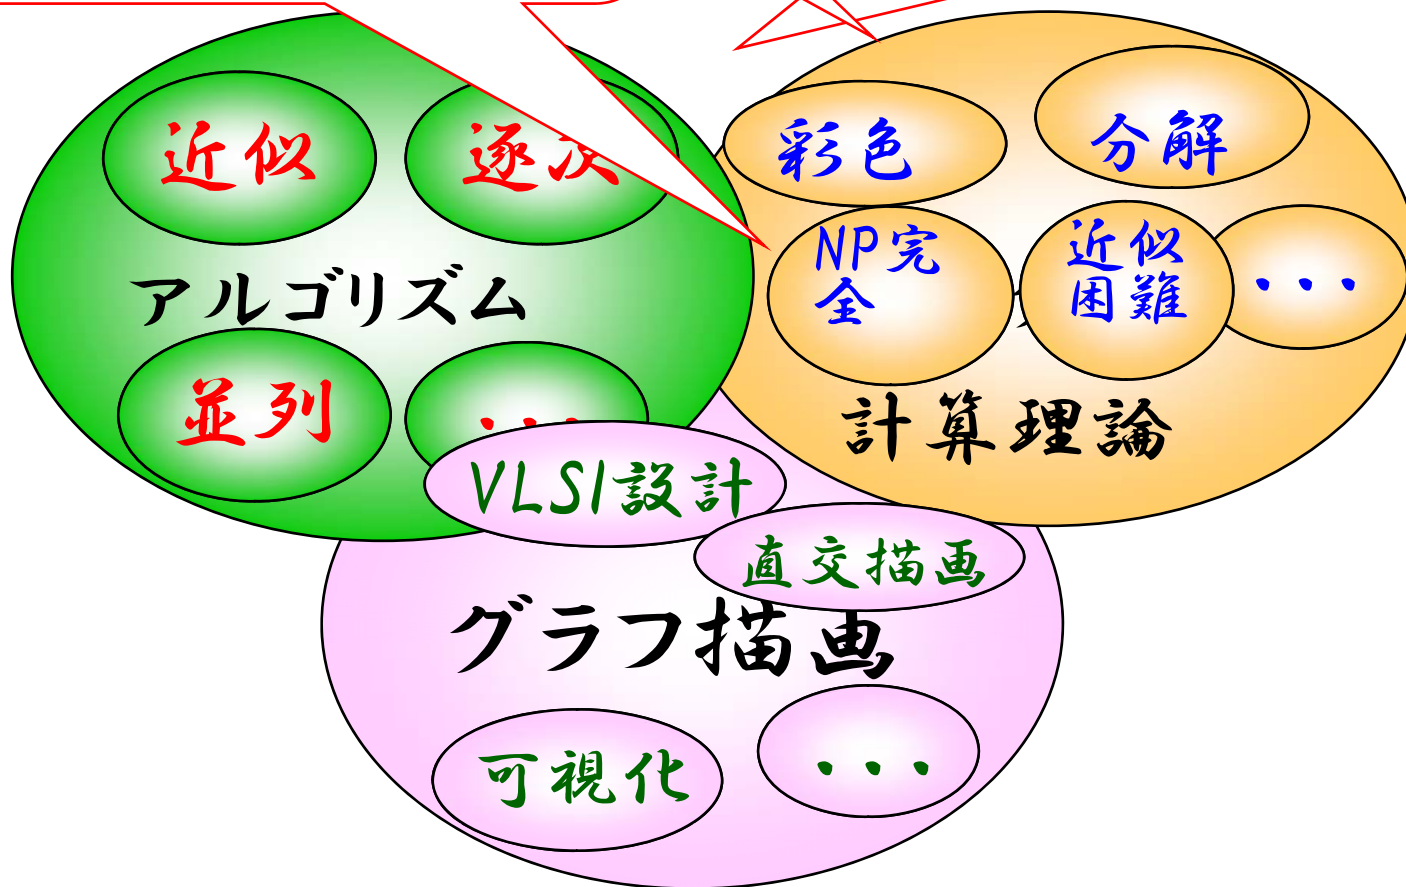 近似
逐次
彩色
分解
NP完
全
近似
困難
...
アルゴリズム
並列
...
計算理論
VLSI設計
直交描画
グラフ描画
可視化
...